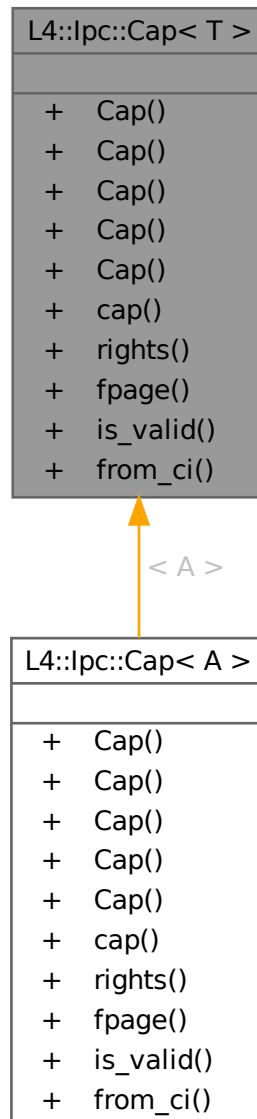 L4::Ipc::Cap< T >
+ Cap()
+ Cap()
+ Cap()
+ Cap()
+ Cap()
+ cap()
+ rights()
+ fpage()
+ is_valid()
+ from_ci()
< A >
L4::Ipc::Cap< A >
+ Cap()
+ Cap()
+ Cap()
+ Cap()
+ Cap()
+ cap()
+ rights()
+ fpage()
+ is_valid()
+ from_ci()